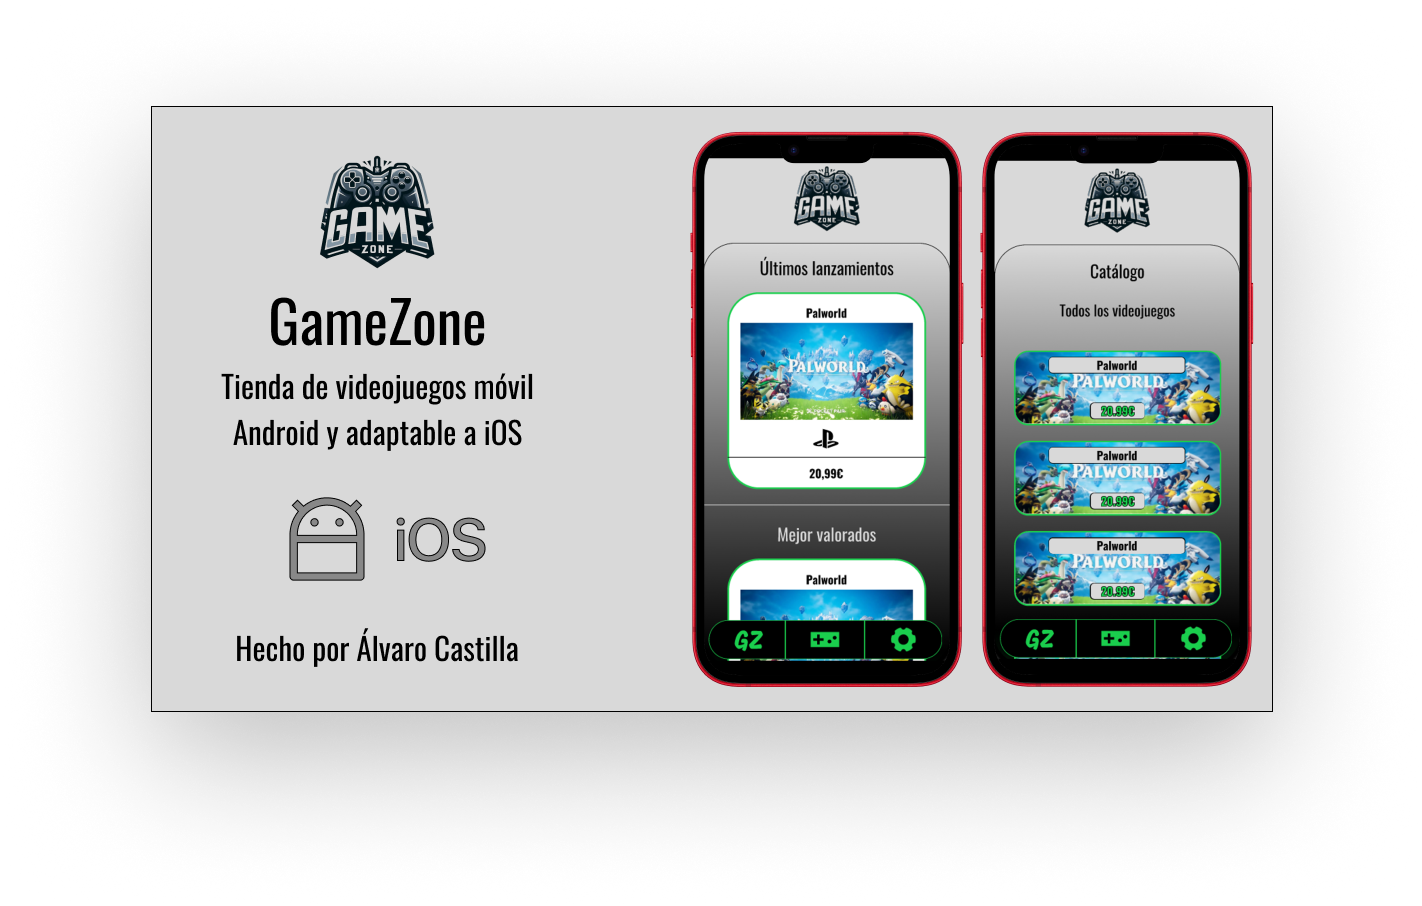 GAME
ZONE
GameZone
Tienda de videojuegos móvil
Android y adaptable a iOS
iOS
Hecho por Álvaro Castilla
GAME
ZONE
Últimos lanzamientos
Palworld
PALWORLD
20,99€
Mejor valorados
Palworld
GZ
GAME
ZONE
Catálogo
Todos los videojuegos
Palworld
PALWORLD
20.99€
Palworld
PALWORLD
20.99€
Palworld
PALWORLD
20.99€
GZ